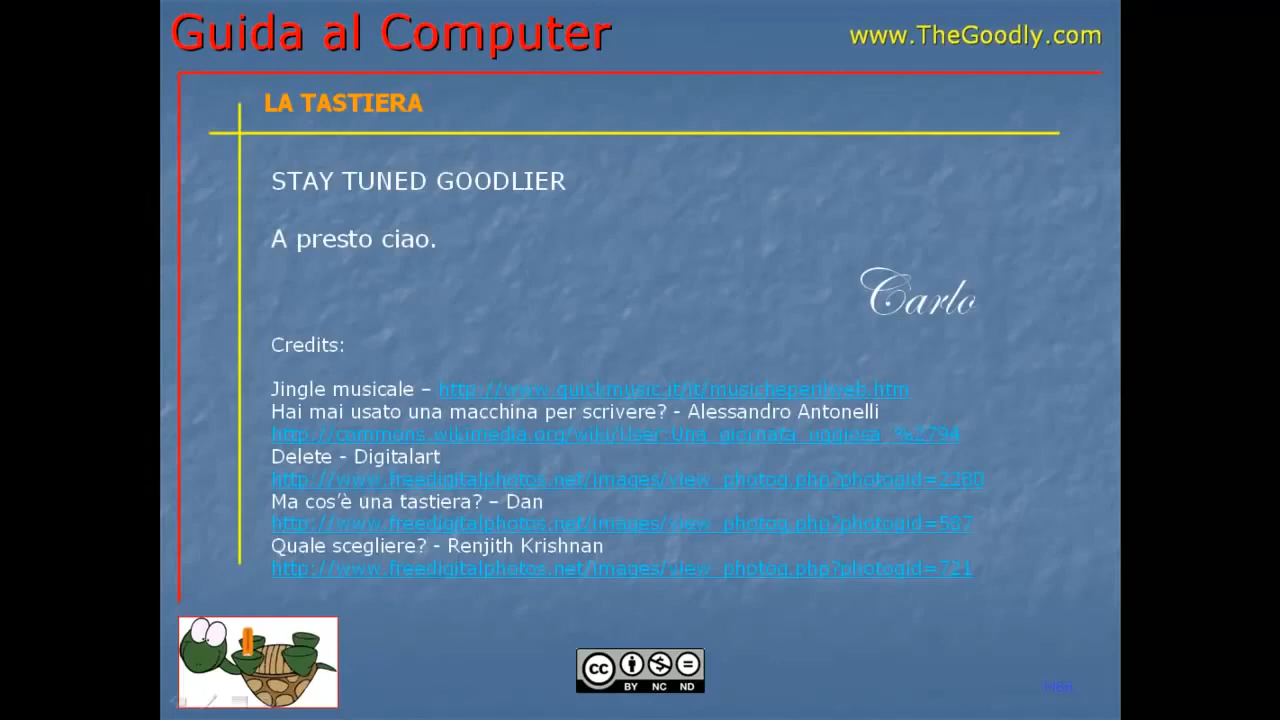 Guida al Computer
www.TheGoodly.com
LA TASTIERA
STAY TUNED GOODLIER
A presto ciao.
Carlo
Credits:
Jingle musicale – http://www.quickmusic.it/it/musicheperilweb.htm
Hai mai usato una macchina per scrivere? - Alessandro Antonelli
http://commons.wikimedia.org/wiki/User:Una_giornata_uggiosa_%2794
Delete - Digitalart
http://www.freedigitalphotos.net/images/view_photog.php?photogid=2280
Ma cos’è una tastiera? – Dan
http://www.freedigitalphotos.net/images/view_photog.php?photogid=587
Quale scegliere? - Renjith Krishnan
http://www.freedigitalphotos.net/images/view_photog.php?photogid=721
CC BY NC ND